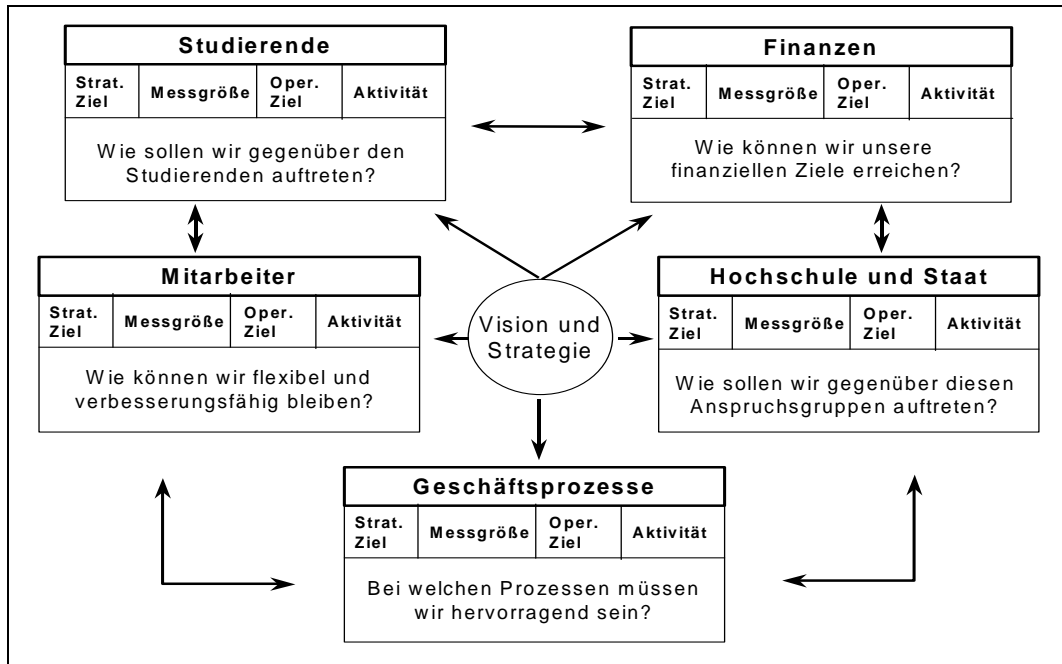 Studierende
Strat.
Ziel
Messgröße
Oper.
Ziel
Aktivität
Wie sollen wir gegenüber den
Studierenden auftreten?
Finanzen
Strat.
Ziel
Messgröße
Oper.
Ziel
Aktivität
Wie können wir unsere
finanziellen Ziele erreichen?
Mitarbeiter
Strat.
Ziel
Messgröße
Oper.
Ziel
Aktivität
Wie können wir flexibel und
verbesserungsfähig bleiben?
Vision und
Strategie
Hochschule und Staat
Strat.
Ziel
Messgröße
Oper.
Ziel
Aktivität
Wie sollen wir gegenüber diesen
Anspruchsgruppen auftreten?
Geschäftsprozesse
Strat.
Ziel
Messgröße
Oper.
Ziel
Aktivität
Bei welchen Prozessen müssen
wir hervorragend sein?